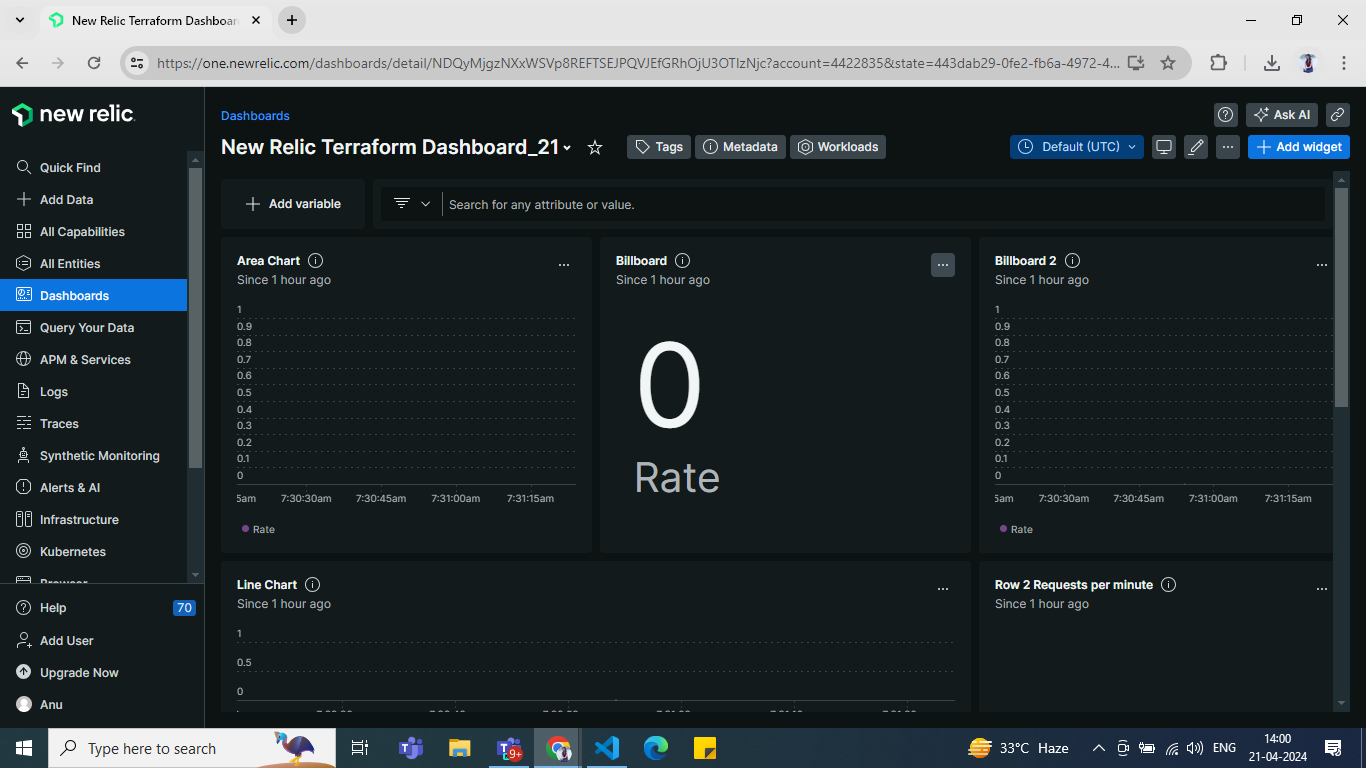 New Relic Terraform Dashboar
https://one.newrelic.com/dashboards/detail/NDQyMjgzNXxWSVp8REFTSEJPQVJEfGRhOjU3OTIzNjc?account=4422835&state=443dab29-0fe2-fb6a-4972-4...
new relic
Quick Find
Add Data
All Capabilities
All Entities
Dashboards
Query Your Data
APM & Services
Logs
Traces
Synthetic Monitoring
Alerts & AI
Infrastructure
Kubernetes
Browser
Help 70
Add User
Upgrade Now
Anu
Dashboards
Ask AI
New Relic Terraform Dashboard_21
Tags Metadata Workloads
Default (UTC)
... Add widget
Add variable
Search for any attribute or value.
Area Chart
...
Since 1 hour ago
1
0.9
0.8
0.7
0.6
0.5
0.4
0.3
0.2
0.1
0
5am 7:30:30am 7:30:45am 7:31:00am 7:31:15am
Rate
Billboard
...
Since 1 hour ago
0
Rate
Billboard 2
...
Since 1 hour ago
1
0.9
0.8
0.7
0.6
0.5
0.4
0.3
0.2
0.1
0
5am 7:30:30am 7:30:45am 7:31:00am 7:31:15am
Rate
Line Chart
...
Since 1 hour ago
1
0.5
0
Row 2 Requests per minute
...
Since 1 hour ago
Type here to search
9+
33°C Haze
ENG
14:00
21-04-2024